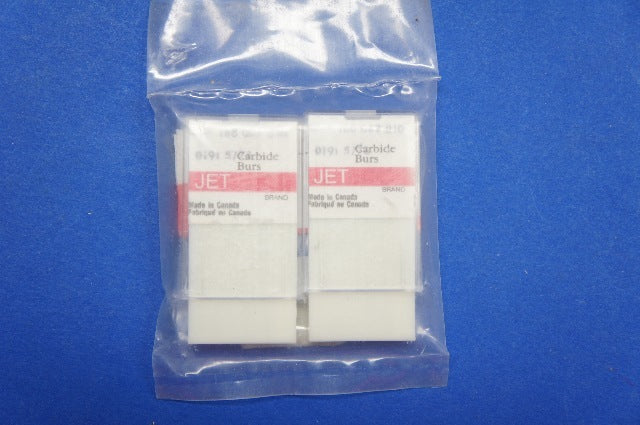 Carbide
Burs
JET
BRAND
Made in Canada
Fabriqué au Canada
Carbide
Burs
JET
BRAND
Made in Canada
Fabriqué au Canada